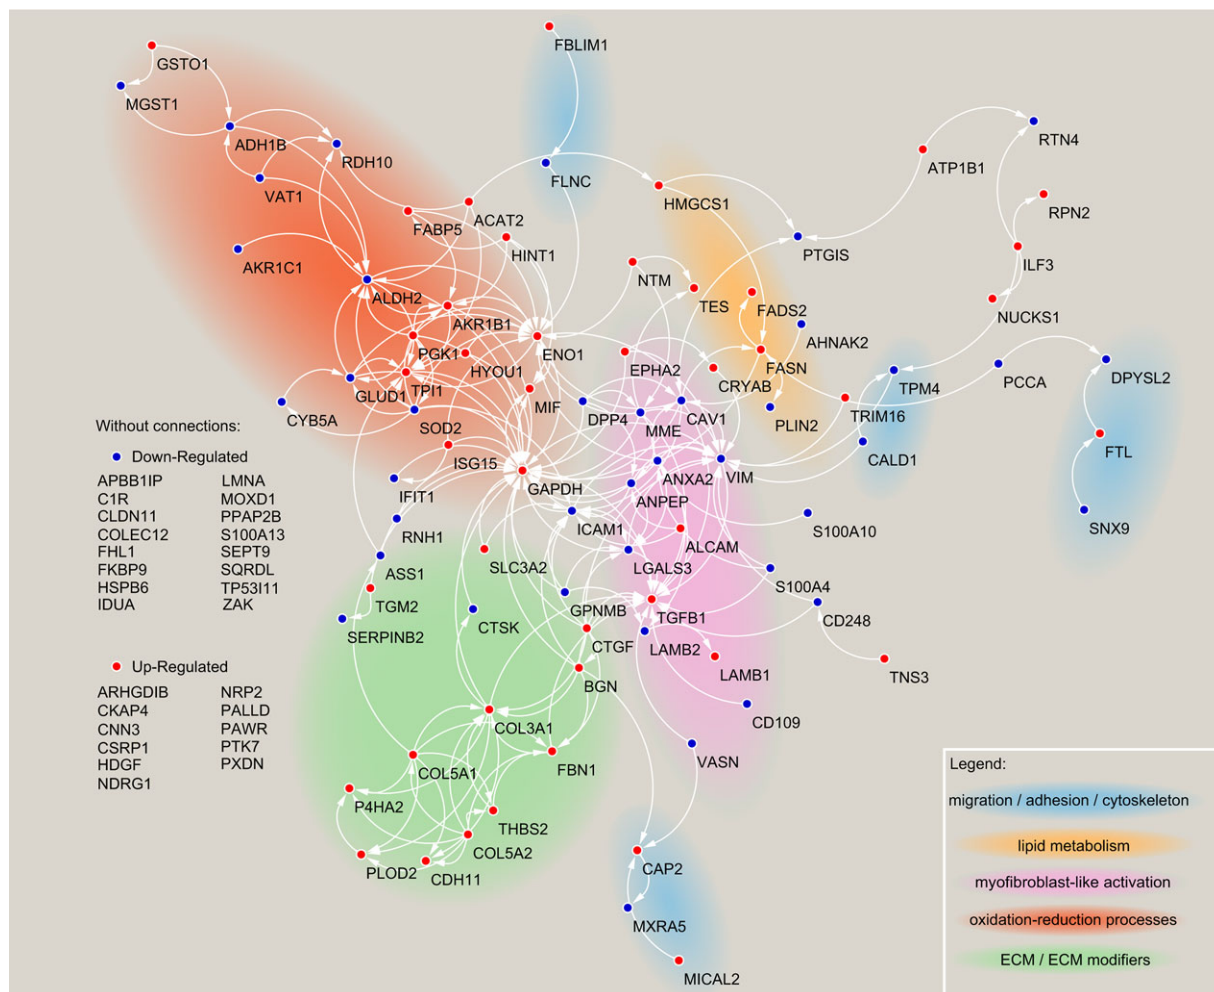 FBLIM1
GSTO1
MGST1
ADH1B
RDH10
RTN4
ATP1B1
FLNC
VAT1
HMGCS1
RPN2
FABP5
ACAT2
HINT1
PTGIS
AKR1C1
ILF3
NTM
ALDH2
TES
FADS2
NUCKS1
AKR1B1
AHNAK2
PGK1
ENO1
HYOU1
EPHA2
CRYAB
FASN
TPM4
PCCA
DPYSL2
GLUD1
TPI1
MIF
CYB5A
SOD2
DPP4
MME
CAV1
PLIN2
TRIM16
Without connections:
Down-Regulated
APBB1IP LMNA
C1R MOXD1
CLDN11 PPAP2B
COLEC12 S100A13
FHL1 SEPT9
FKBP9 SQRDL
HSPB6 TP53I11
IDUA ZAK
ISG15
GAPDH
ANXA2
VIM
CALD1
FTL
IFIT1
ANPEP
RNH1
ICAM1
S100A10
SNX9
ASS1
SLC3A2
LGALS3
ALCAM
TGM2
S100A4
SERPINB2
CTSK
GPNMB
TGFB1
CD248
CTGF
LAMB2
LAMB1
TNS3
BGN
CD109
Up-Regulated
ARHGDIB NRP2
CKAP4 PALLD
CNN3 PAWR
CSRP1 PTK7
HDGF PXDN
NDRG1
COL3A1
COL5A1
FBN1
VASN
P4HA2
THBS2
COL5A2
PLOD2
CDH11
CAP2
MXRA5
MICAL2
Legend:
migration / adhesion / cytoskeleton
lipid metabolism
myofibroblast-like activation
oxidation-reduction processes
ECM / ECM modifiers